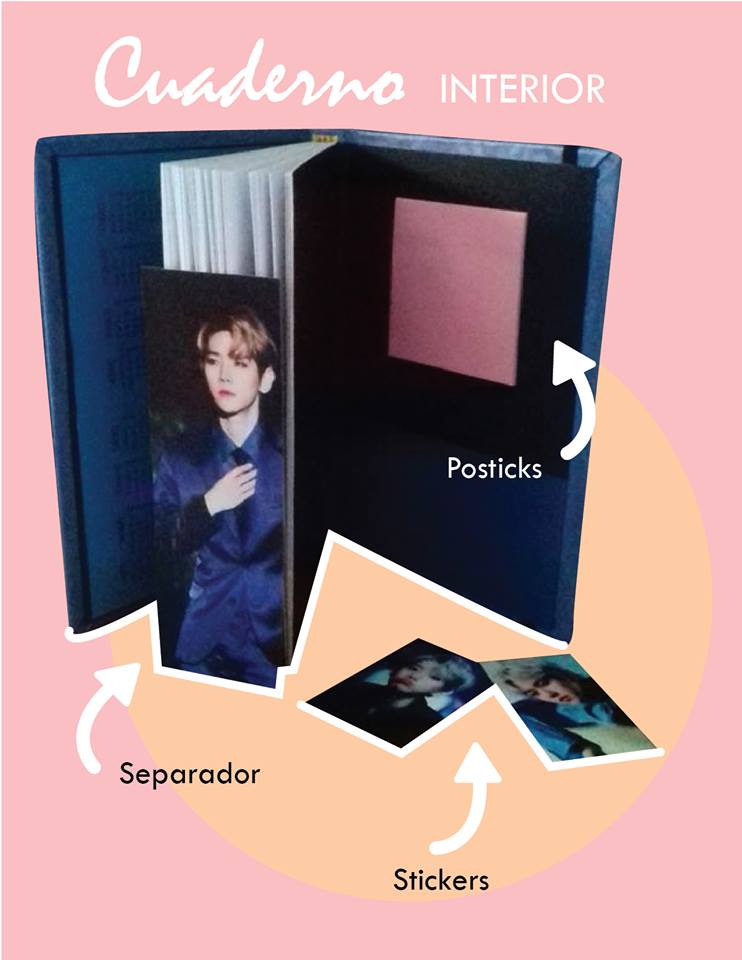 Cuaderno INTERIOR
Posticks
Separador
Stickers